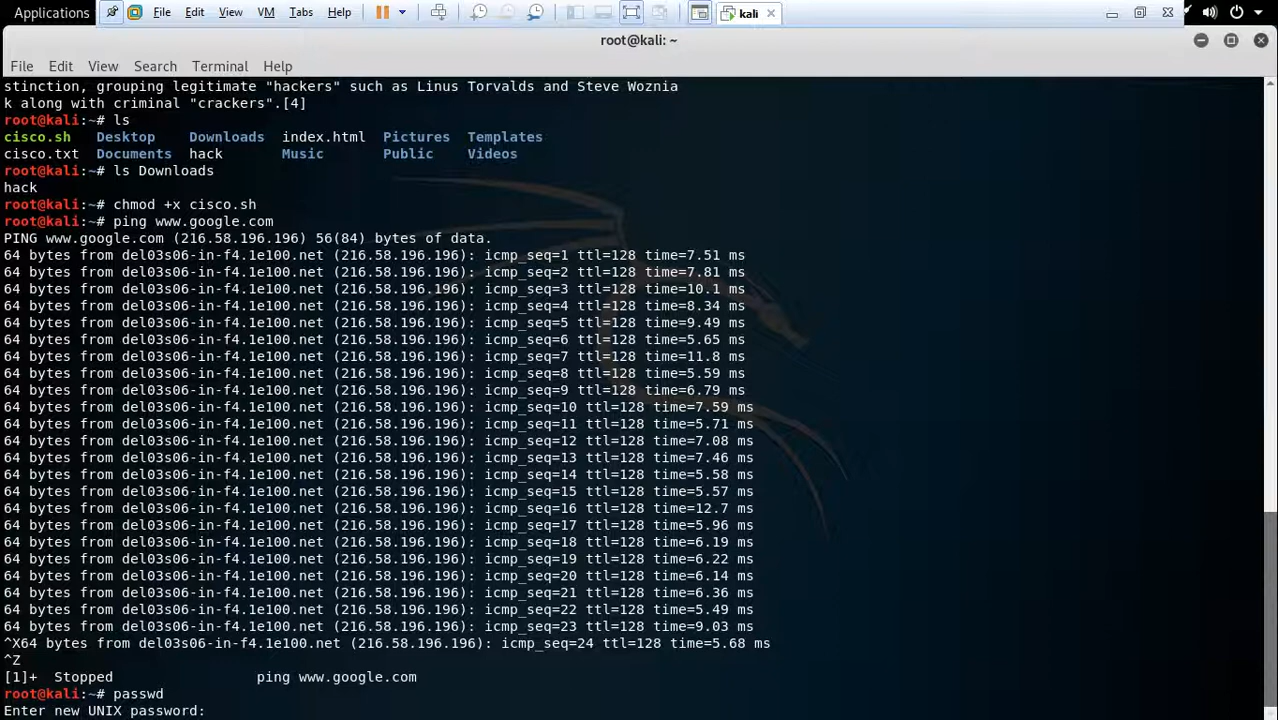 Applications File Edit View VM Tabs Help kali
root@kali: ~
File Edit View Search Terminal Help
stinction, grouping legitimate "hackers" such as Linus Torvalds and Steve Woznia
k along with criminal "crackers".[4]
root@kali:~# ls
cisco.sh Desktop Downloads index.html Pictures Templates
cisco.txt Documents hack Music Public Videos
root@kali:~# ls Downloads
hack
root@kali:~# chmod +x cisco.sh
root@kali:~# ping www.google.com
PING www.google.com (216.58.196.196) 56(84) bytes of data.
64 bytes from del03s06-in-f4.1e100.net (216.58.196.196): icmp_seq=1 ttl=128 time=7.51 ms
64 bytes from del03s06-in-f4.1e100.net (216.58.196.196): icmp_seq=2 ttl=128 time=7.81 ms
64 bytes from del03s06-in-f4.1e100.net (216.58.196.196): icmp_seq=3 ttl=128 time=10.1 ms
64 bytes from del03s06-in-f4.1e100.net (216.58.196.196): icmp_seq=4 ttl=128 time=8.34 ms
64 bytes from del03s06-in-f4.1e100.net (216.58.196.196): icmp_seq=5 ttl=128 time=9.49 ms
64 bytes from del03s06-in-f4.1e100.net (216.58.196.196): icmp_seq=6 ttl=128 time=5.65 ms
64 bytes from del03s06-in-f4.1e100.net (216.58.196.196): icmp_seq=7 ttl=128 time=11.8 ms
64 bytes from del03s06-in-f4.1e100.net (216.58.196.196): icmp_seq=8 ttl=128 time=5.59 ms
64 bytes from del03s06-in-f4.1e100.net (216.58.196.196): icmp_seq=9 ttl=128 time=6.79 ms
64 bytes from del03s06-in-f4.1e100.net (216.58.196.196): icmp_seq=10 ttl=128 time=7.59 ms
64 bytes from del03s06-in-f4.1e100.net (216.58.196.196): icmp_seq=11 ttl=128 time=5.71 ms
64 bytes from del03s06-in-f4.1e100.net (216.58.196.196): icmp_seq=12 ttl=128 time=7.08 ms
64 bytes from del03s06-in-f4.1e100.net (216.58.196.196): icmp_seq=13 ttl=128 time=7.46 ms
64 bytes from del03s06-in-f4.1e100.net (216.58.196.196): icmp_seq=14 ttl=128 time=5.58 ms
64 bytes from del03s06-in-f4.1e100.net (216.58.196.196): icmp_seq=15 ttl=128 time=5.57 ms
64 bytes from del03s06-in-f4.1e100.net (216.58.196.196): icmp_seq=16 ttl=128 time=12.7 ms
64 bytes from del03s06-in-f4.1e100.net (216.58.196.196): icmp_seq=17 ttl=128 time=5.96 ms
64 bytes from del03s06-in-f4.1e100.net (216.58.196.196): icmp_seq=18 ttl=128 time=6.19 ms
64 bytes from del03s06-in-f4.1e100.net (216.58.196.196): icmp_seq=19 ttl=128 time=6.22 ms
64 bytes from del03s06-in-f4.1e100.net (216.58.196.196): icmp_seq=20 ttl=128 time=6.14 ms
64 bytes from del03s06-in-f4.1e100.net (216.58.196.196): icmp_seq=21 ttl=128 time=6.36 ms
64 bytes from del03s06-in-f4.1e100.net (216.58.196.196): icmp_seq=22 ttl=128 time=5.49 ms
64 bytes from del03s06-in-f4.1e100.net (216.58.196.196): icmp_seq=23 ttl=128 time=9.03 ms
^X64 bytes from del03s06-in-f4.1e100.net (216.58.196.196): icmp_seq=24 ttl=128 time=5.68 ms
^Z
[1]+ Stopped ping www.google.com
root@kali:~# passwd
Enter new UNIX password: